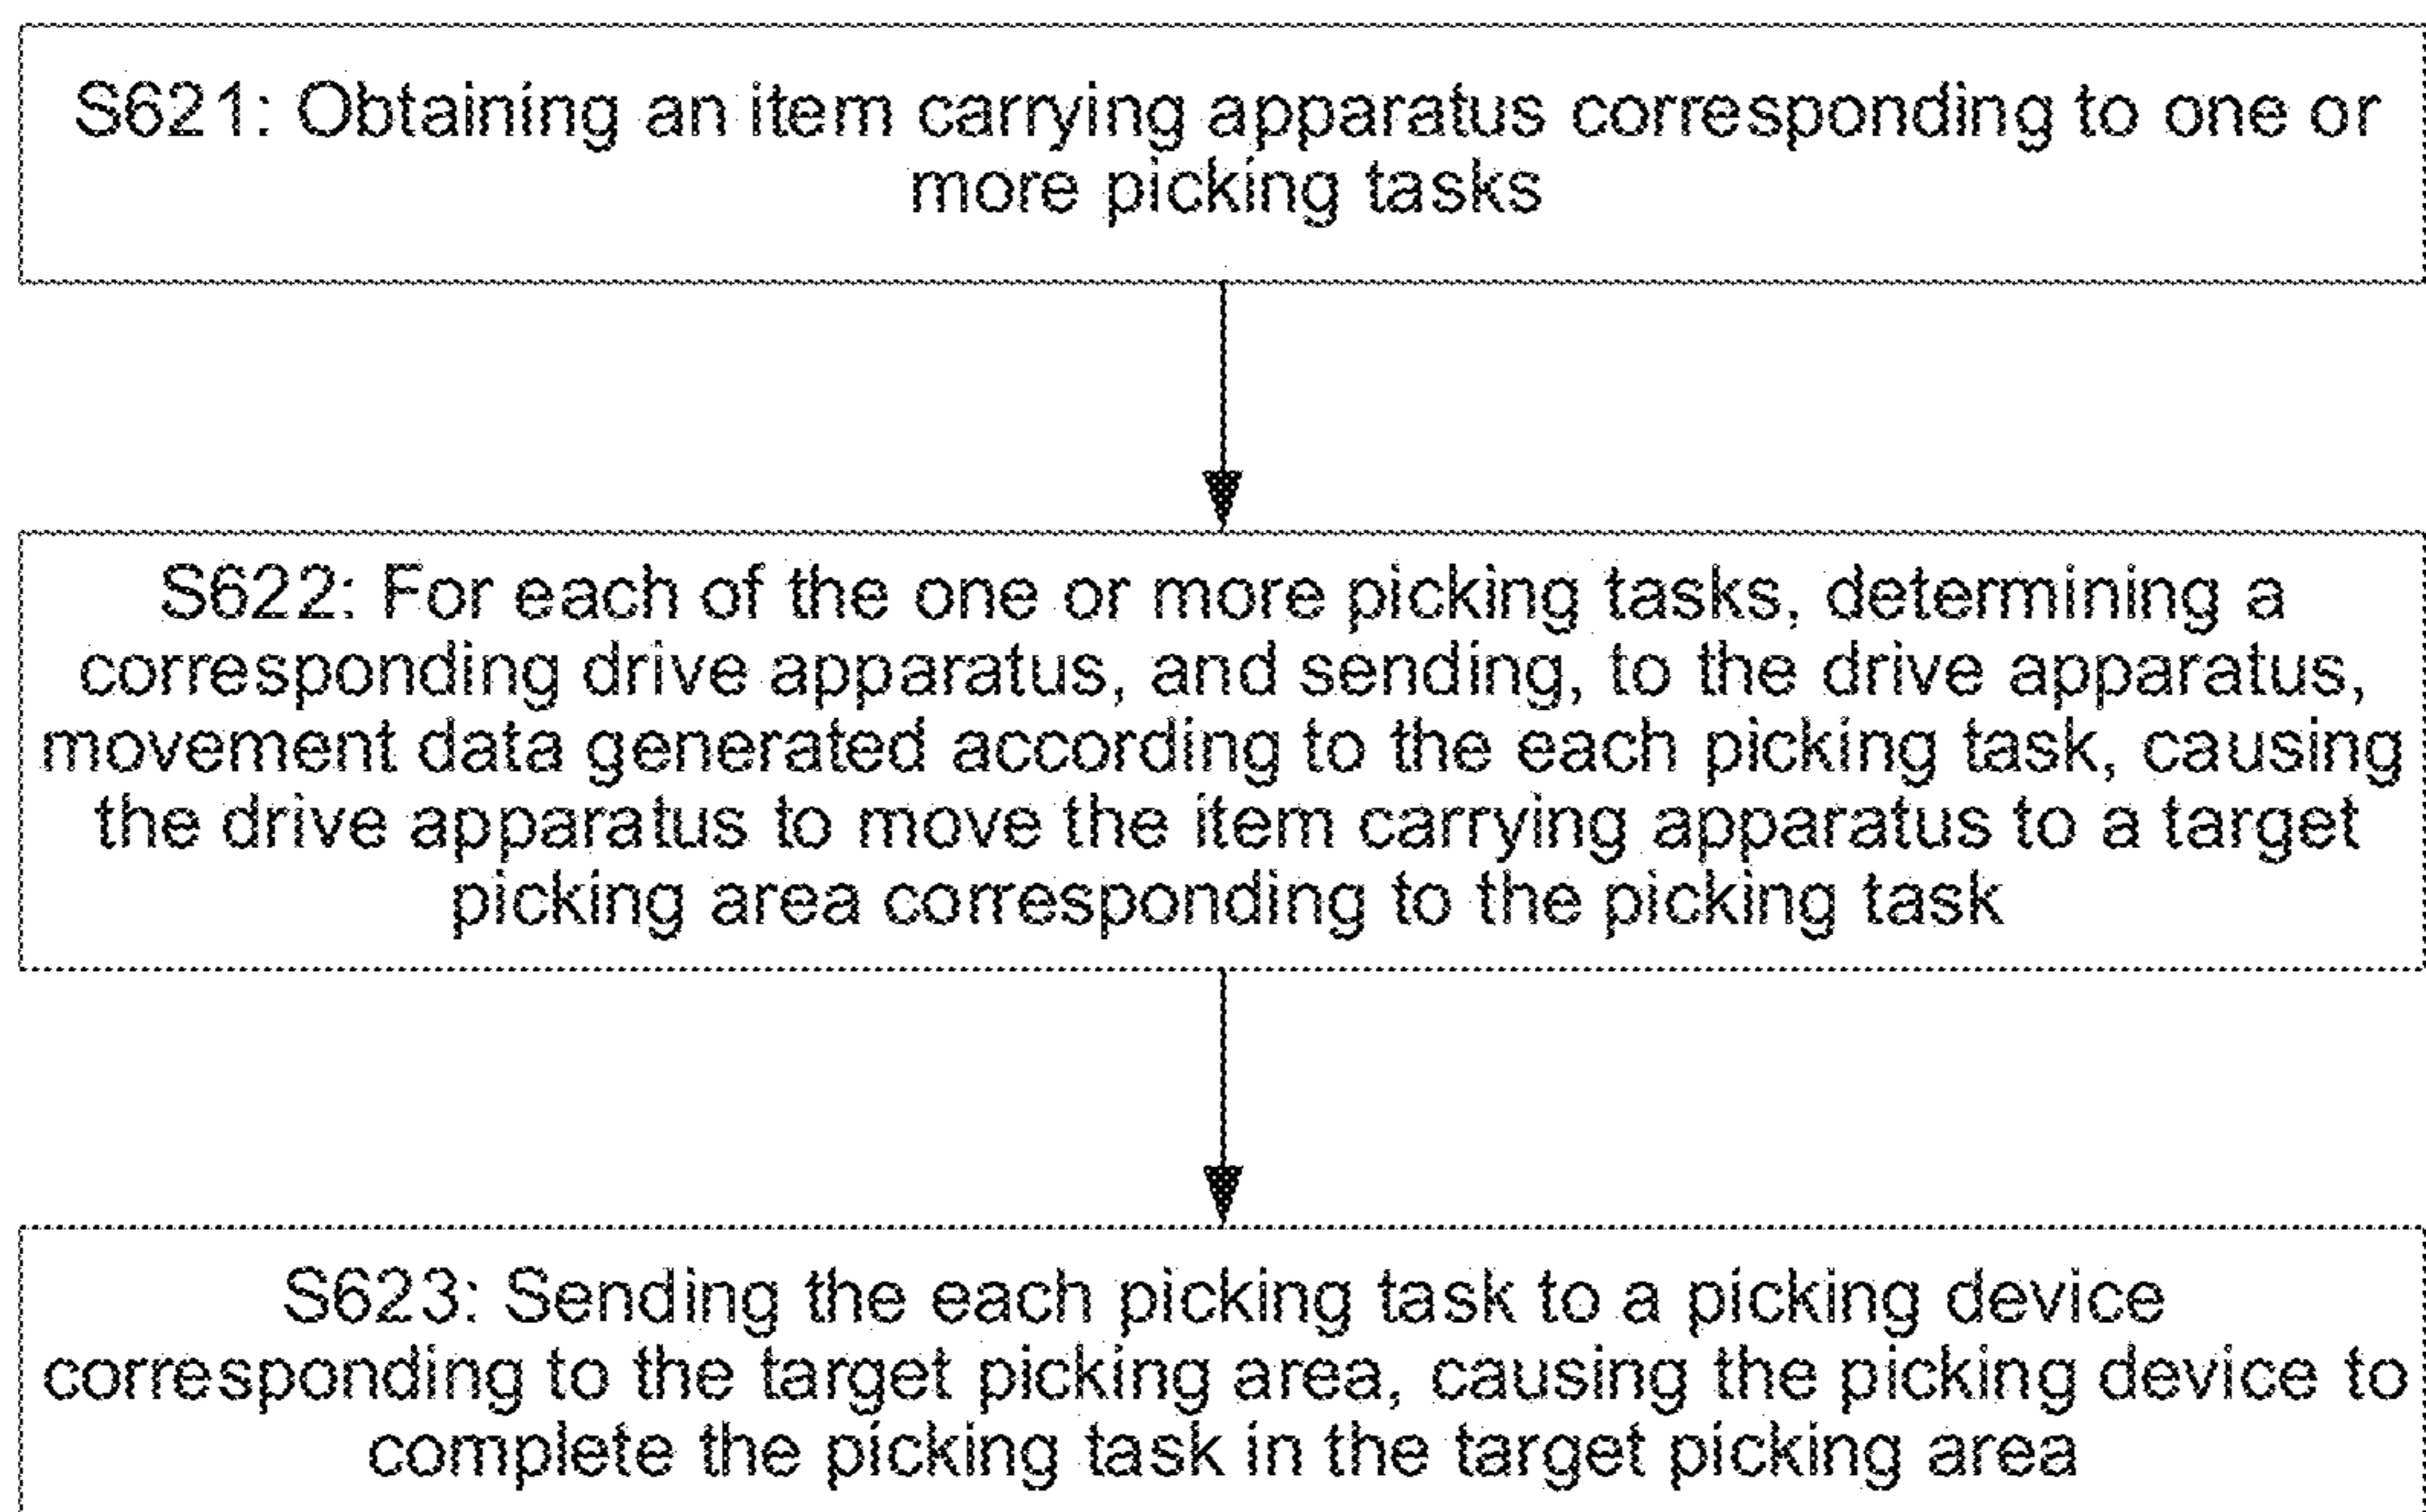 S621: Obtaining an item carrying apparatus corresponding to one or
more picking tasks
S622: For each of the one or more picking tasks, determining a
corresponding drive apparatus, and sending, to the drive apparatus,
movement data generated according to the each picking task, causing
the drive apparatus to move the item carrying apparatus to a target
picking area corresponding to the picking task
S623: Sending the each picking task to a picking device
corresponding to the target picking area, causing the picking device to
complete the picking task in the target picking area